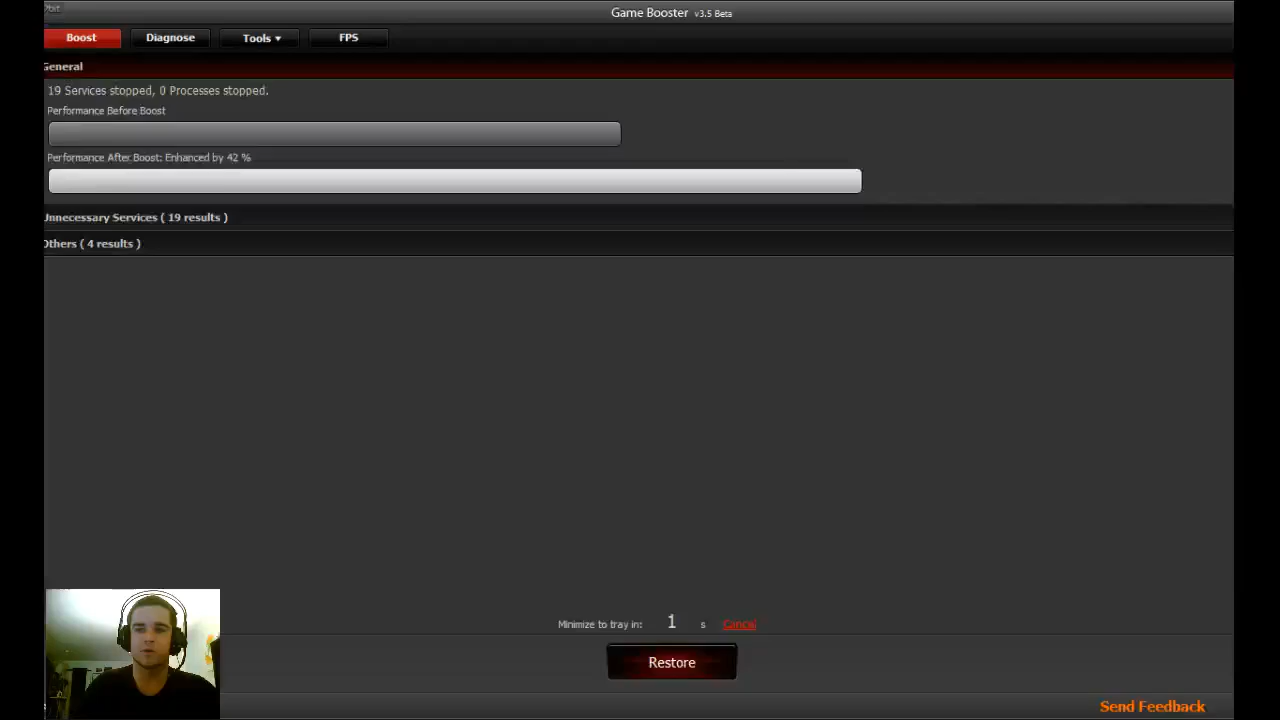 Game Booster v3.5 Beta
Boost Diagnose Tools ▾ FPS
General
19 Services stopped, 0 Processes stopped.
Performance Before Boost
Performance After Boost: Enhanced by 42 %
Unnecessary Services ( 19 results )
Others ( 4 results )
Minimize to tray in: 1 s Cancel
Restore
Send Feedback